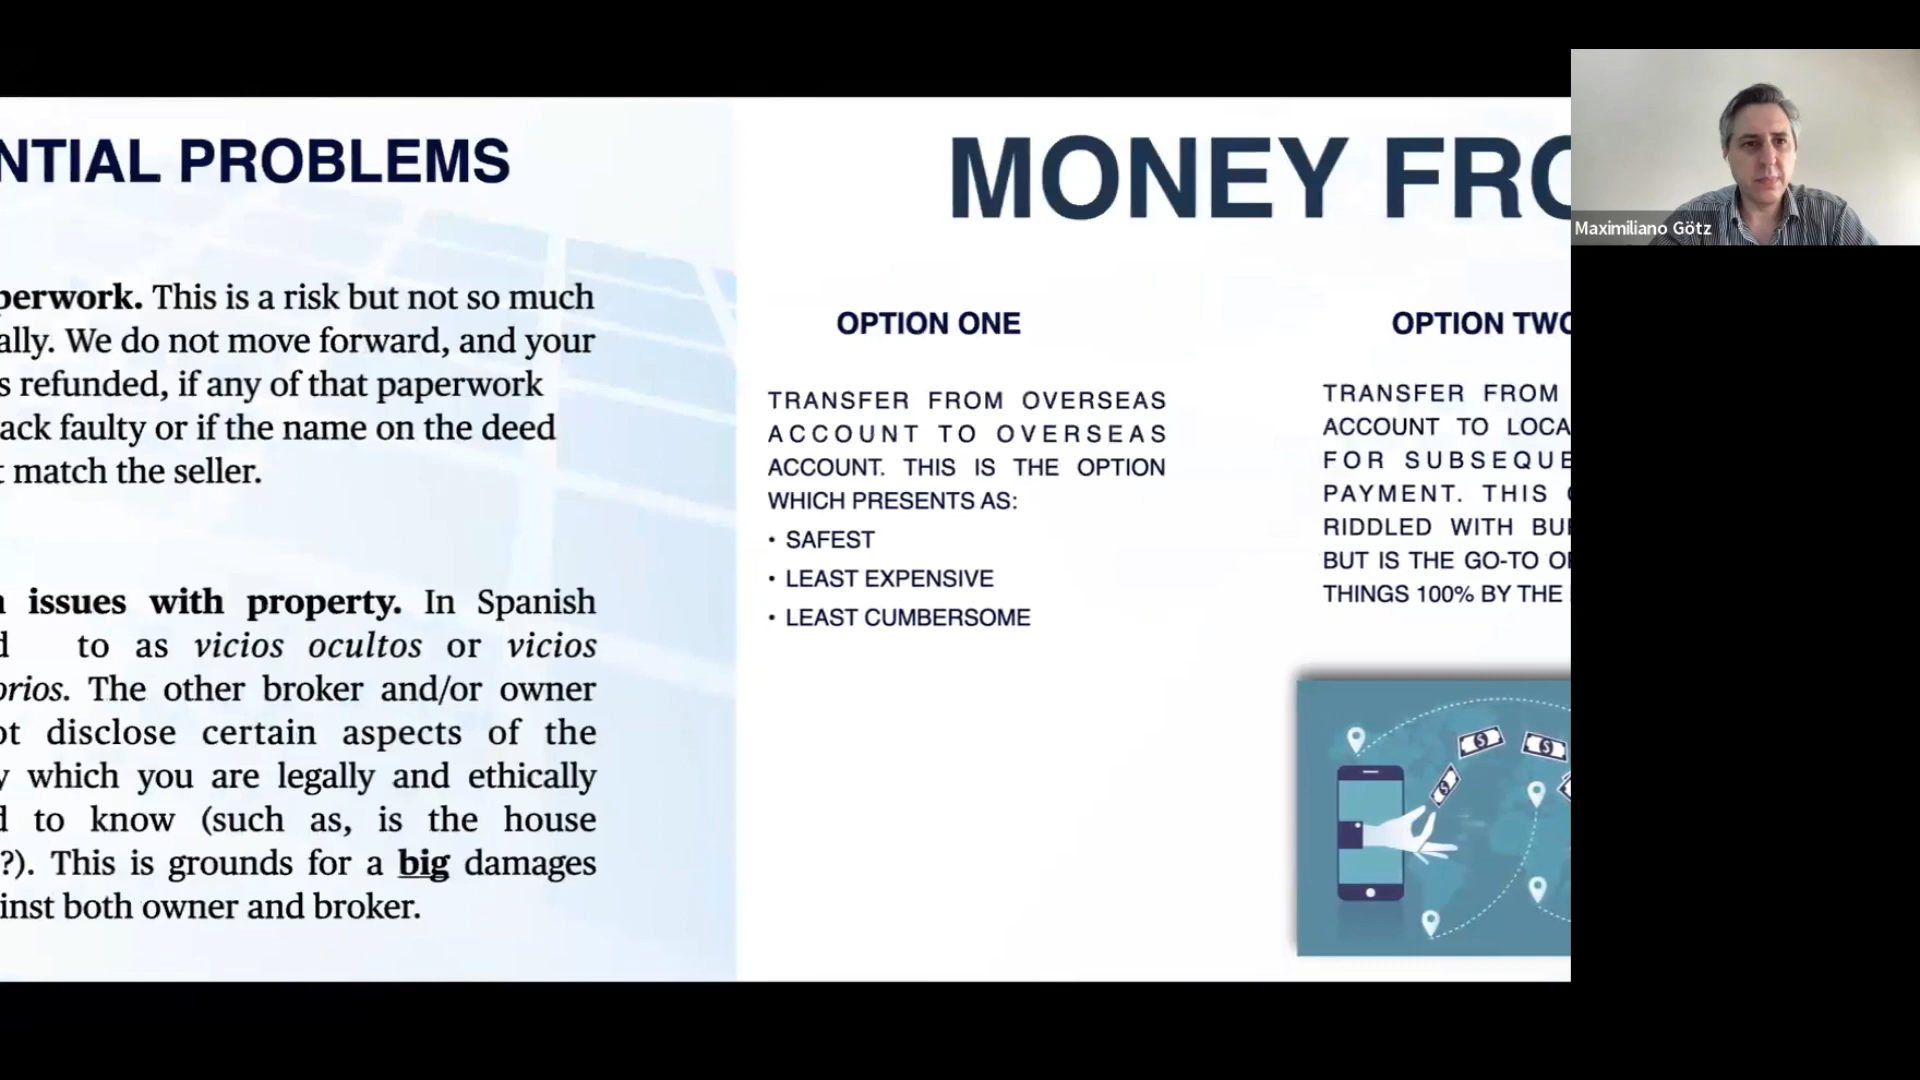 NTIAL PROBLEMS
perwork. This is a risk but not so much
ally. We do not move forward, and your
s refunded, if any of that paperwork
ack faulty or if the name on the deed
t match the seller.
issues with property. In Spanish
d to as vicios ocultos or vicios
orios. The other broker and/or owner
ot disclose certain aspects of the
y which you are legally and ethically
d to know (such as, is the house
?). This is grounds for a big damages
inst both owner and broker.
MONEY FRO
OPTION ONE
TRANSFER FROM OVERSEAS
ACCOUNT TO OVERSEAS
ACCOUNT. THIS IS THE OPTION
WHICH PRESENTS AS:
• SAFEST
• LEAST EXPENSIVE
• LEAST CUMBERSOME
OPTION TWO
TRANSFER FROM
ACCOUNT TO LOCA
FOR SUBSEQUE
PAYMENT. THIS
RIDDLED WITH BU
BUT IS THE GO-TO O
THINGS 100% BY THE
Maximiliano Götz